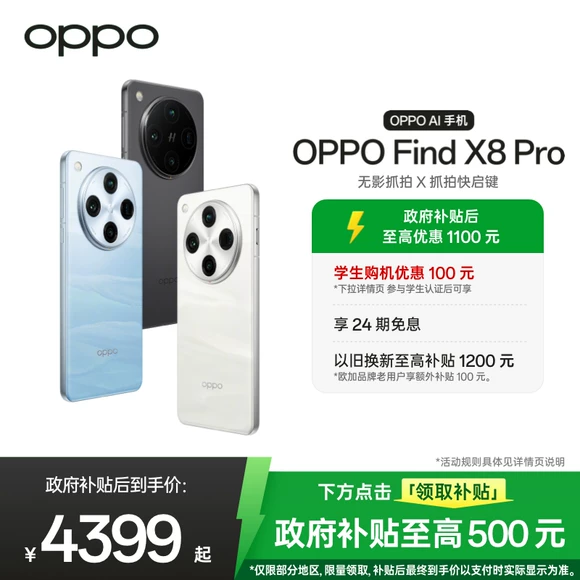 oppo
OPPO AI 手机
OPPO Find X8 Pro
无影抓拍 X 抓拍快启键
政府补贴后
至高优惠 1100 元
学生购机优惠 100 元
*下拉详情页 参与学生认证后可享
享 24 期免息
以旧换新至高补贴 1200 元
*欧加品牌老用户享额外补贴 100 元。
*活动规则具体见详情页说明
oppo
oppo
政府补贴后到手价:
¥4399 起
下方点击「领取补贴」
政府补贴至高 500 元
*仅限部分地区, 限量领取, 补贴后最终到手价以支付时实际显示为准。